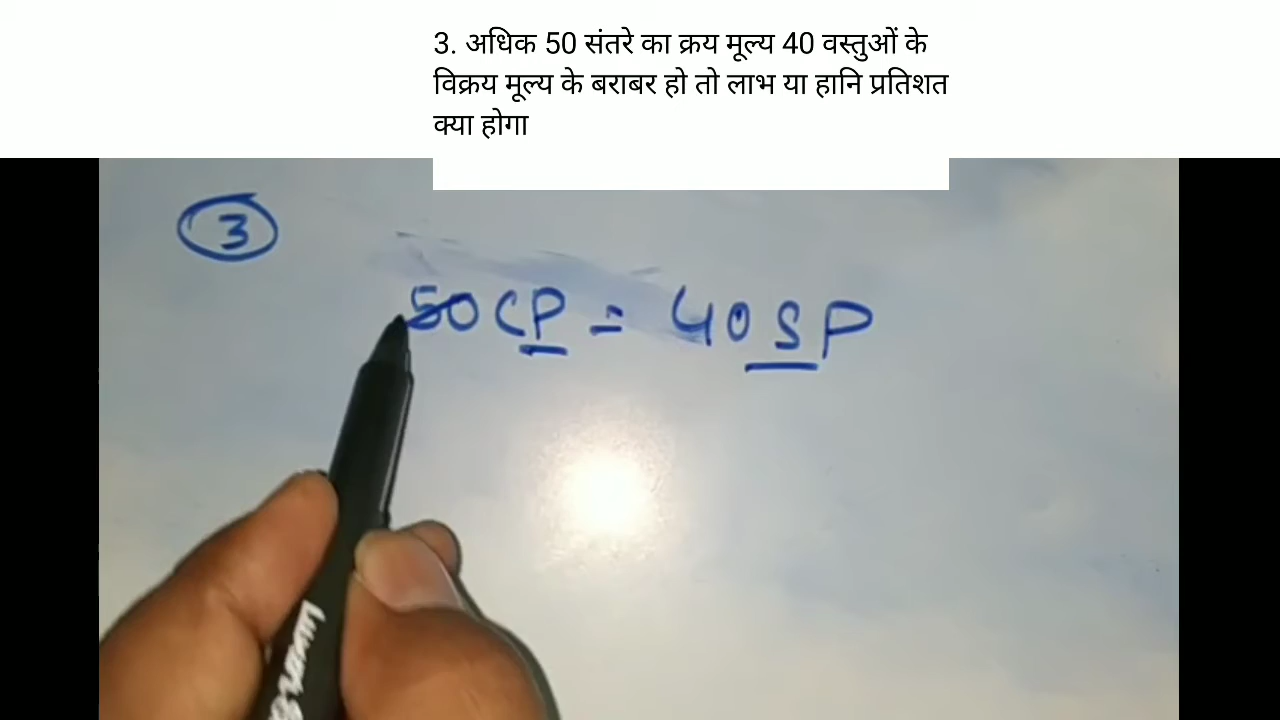 3. अधिक 50 संतरे का क्रय मूल्य 40 वस्तुओं के
विक्रय मूल्य के बराबर हो तो लाभ या हानि प्रतिशत
क्या होगा
3
50 CP = 40 SP